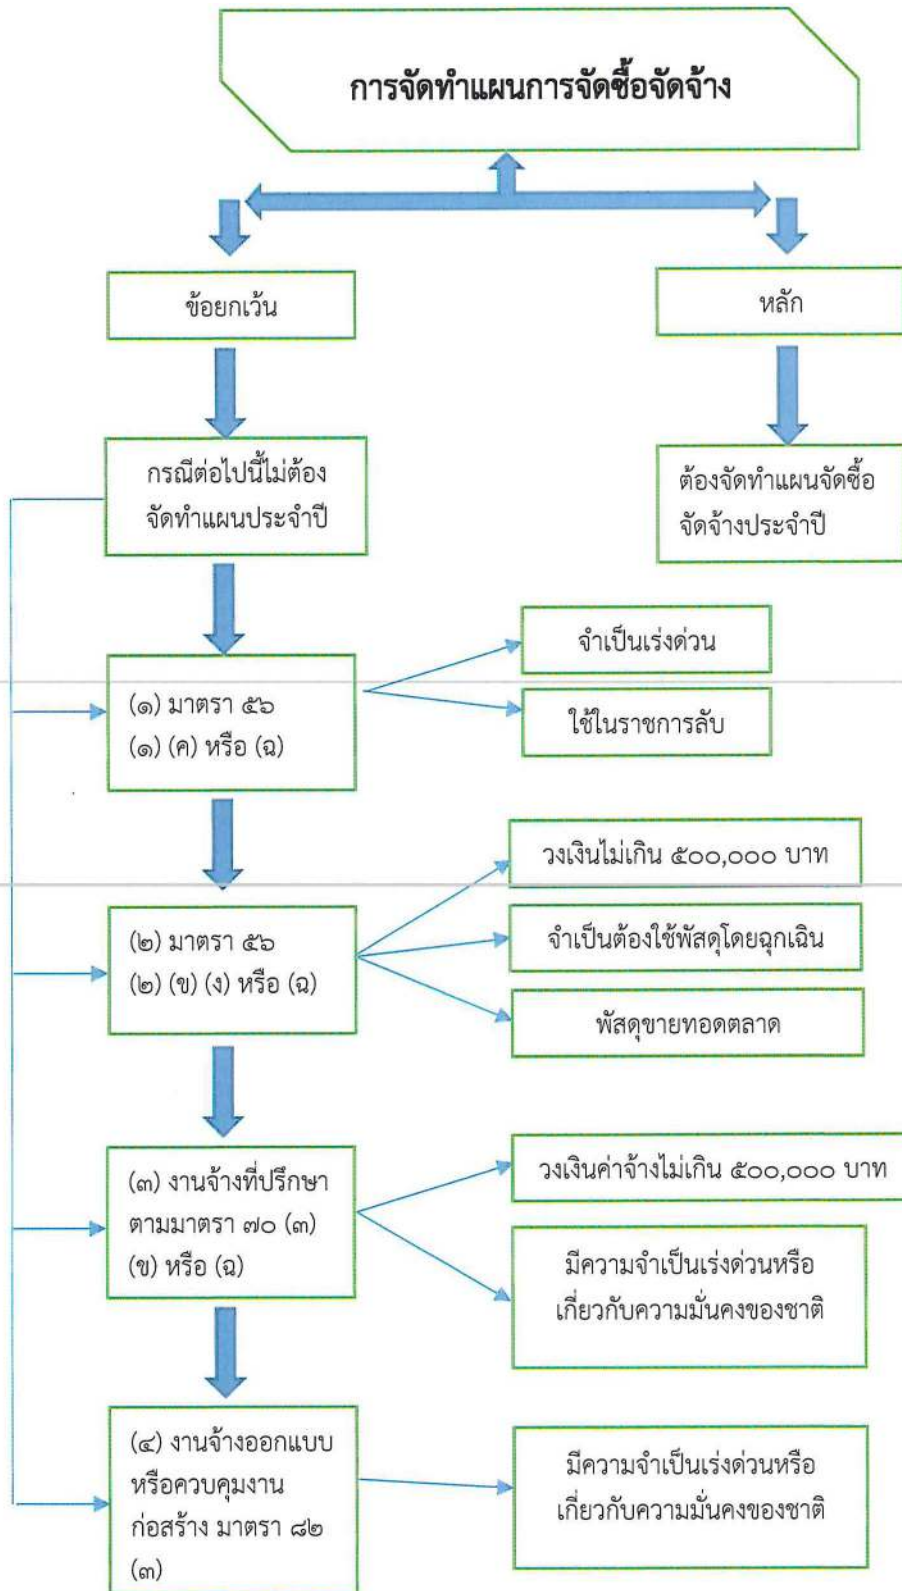 การจัดทำแผนการจัดซื้อจัดจ้าง
ข้อยกเว้น
หลัก
กรณีต่อไปนี้ไม่ต้อง
จัดทำแผนประจำปี
ต้องจัดทำแผนจัดซื้อ
จัดจ้างประจำปี
(๑) มาตรา ๕๖
(๑) (ค) หรือ (ฉ)
จำเป็นเร่งด่วน
ใช้ในราชการลับ
(๒) มาตรา ๕๖
(๒) (ข) (ง) หรือ (ฉ)
วงเงินไม่เกิน ๕๐๐,๐๐๐ บาท
จำเป็นต้องใช้พัสดุโดยฉุกเฉิน
พัสดุขายทอดตลาด
(๓) งานจ้างที่ปรึกษา
ตามมาตรา ๗๐ (๓)
(ข) หรือ (ฉ)
วงเงินค่าจ้างไม่เกิน ๕๐๐,๐๐๐ บาท
มีความจำเป็นเร่งด่วนหรือ
เกี่ยวกับความมั่นคงของชาติ
(๔) งานจ้างออกแบบ
หรือควบคุมงาน
ก่อสร้าง มาตรา ๘๒
(๓)
มีความจำเป็นเร่งด่วนหรือ
เกี่ยวกับความมั่นคงของชาติ